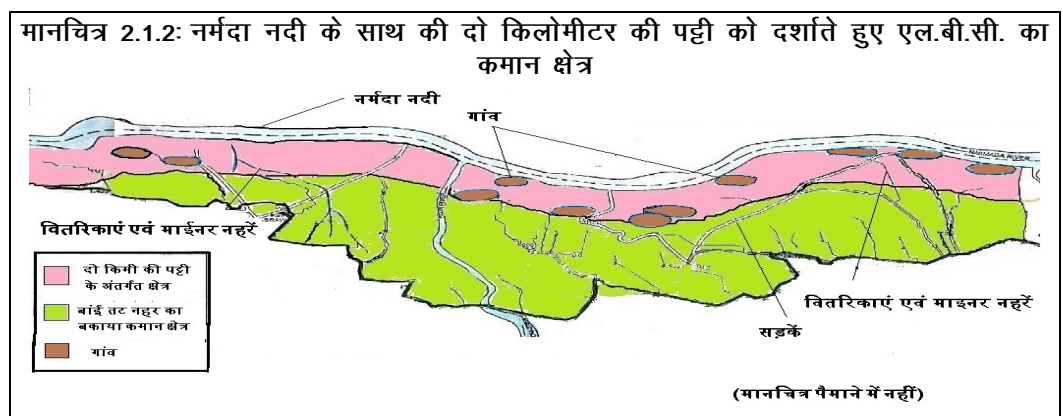 मानचित्र 2.1.2: नर्मदा नदी के साथ की दो किलोमीटर की पट्टी को दर्शाते हुए एल.बी.सी. का
कमान क्षेत्र
नर्मदा नदी
गांव
NARMADA RIVER
वितरिकाएं एवं माईनर नहरें
दो किमी की पट्टी
के अंतर्गत क्षेत्र
बांई तट नहर का
बकाया कमान क्षेत्र
गांव
वितरिकाएं एवं माइनर नहरें
सड़कें
(मानचित्र पैमाने में नहीं)